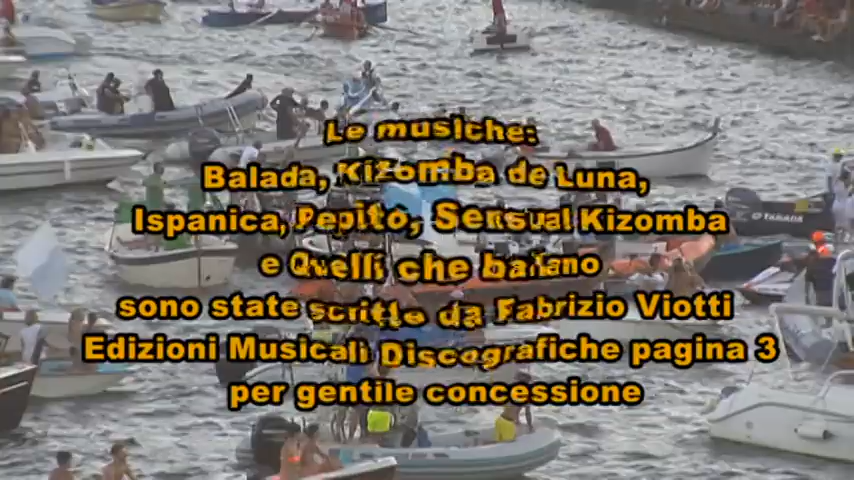 Le musiche:
Balada, Kizomba de Luna,
Ispanica, Pepito, Sensual Kizomba
e Quelli che ballano
sono state scritte da Fabrizio Viotti
Edizioni Musicali Discografiche pagina 3
per gentile concessione